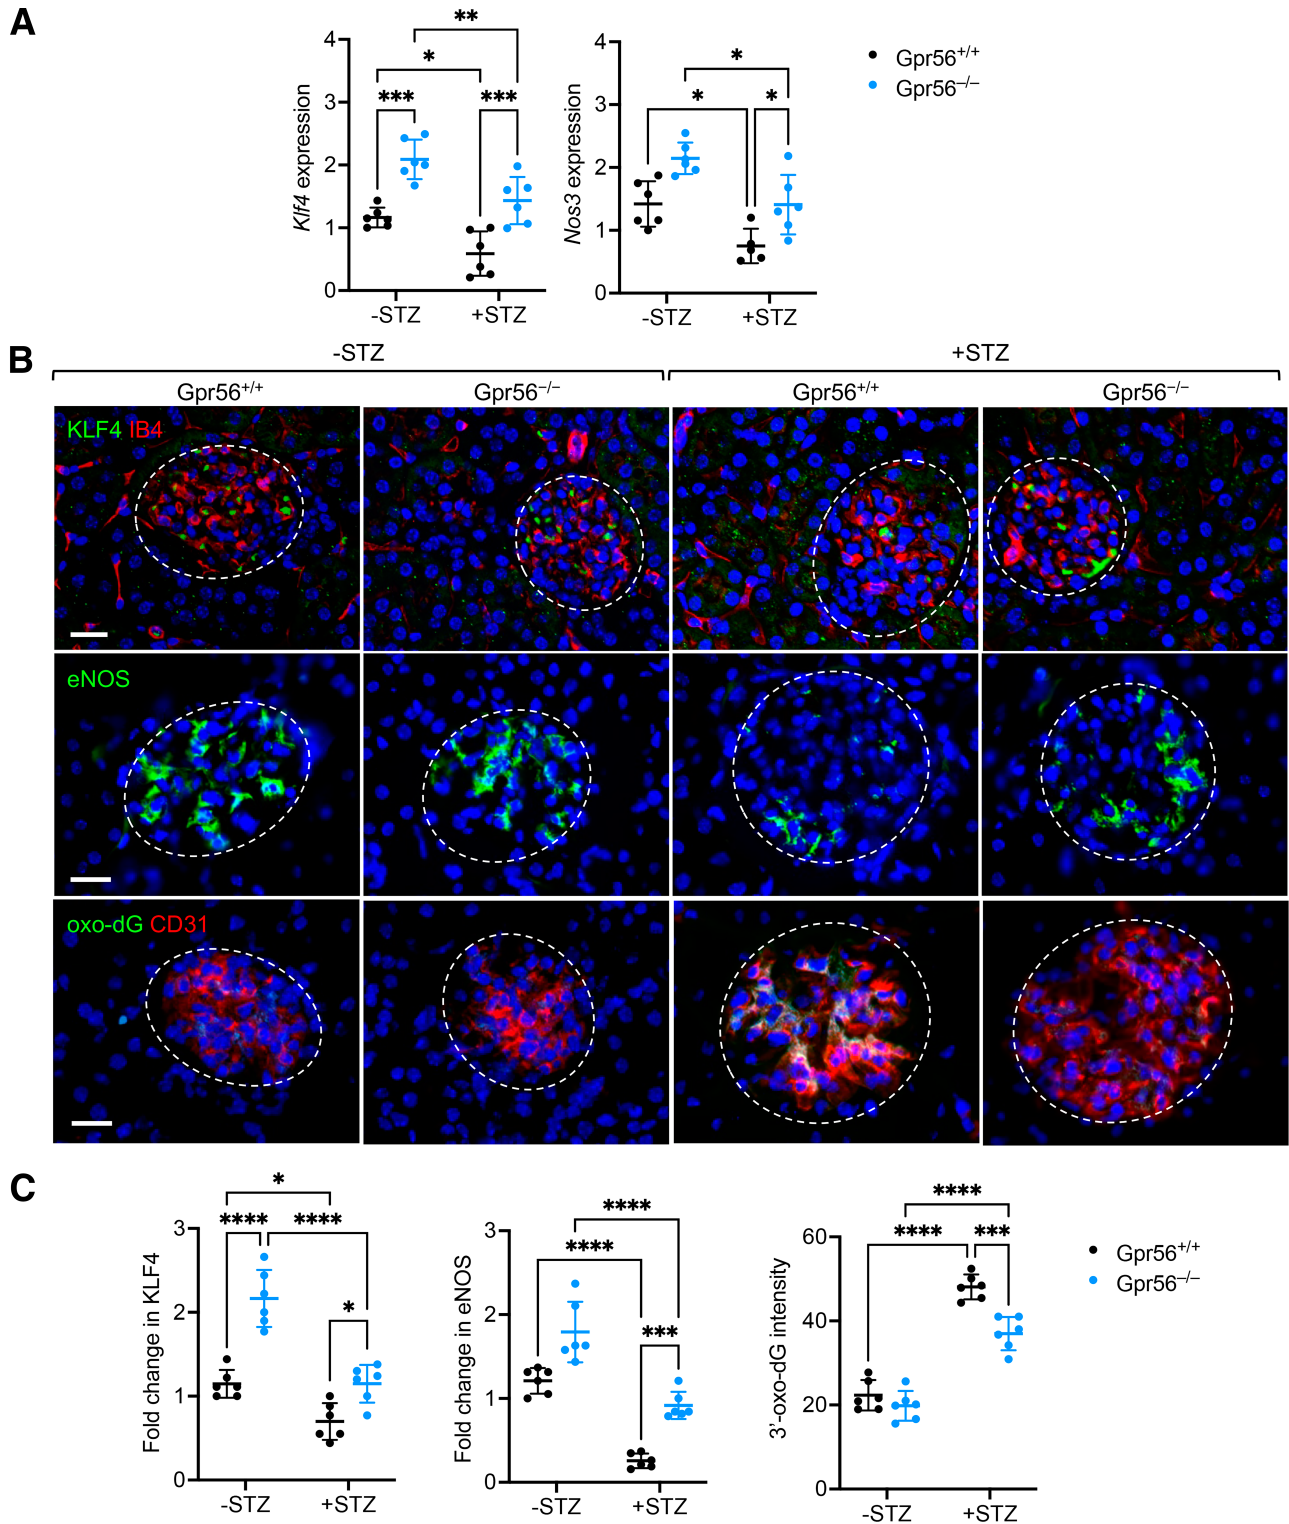 A
Klf4 expression
4
3
2
1
0
**
*
***
***
-STZ
+STZ
Nos3 expression
4
3
2
1
0
*
*
*
-STZ
+STZ
Gpr56+/+
Gpr56–/–
B
-STZ
+STZ
Gpr56+/+
Gpr56–/–
Gpr56+/+
Gpr56–/–
KLF4 IB4
eNOS
oxo-dG CD31
C
Fold change in KLF4
3
2
1
0
*
****
****
*
-STZ
+STZ
Fold change in eNOS
3
2
1
0
****
****
***
-STZ
+STZ
3’-oxo-dG intensity
60
40
20
0
****
****
***
-STZ
+STZ
Gpr56+/+
Gpr56–/–